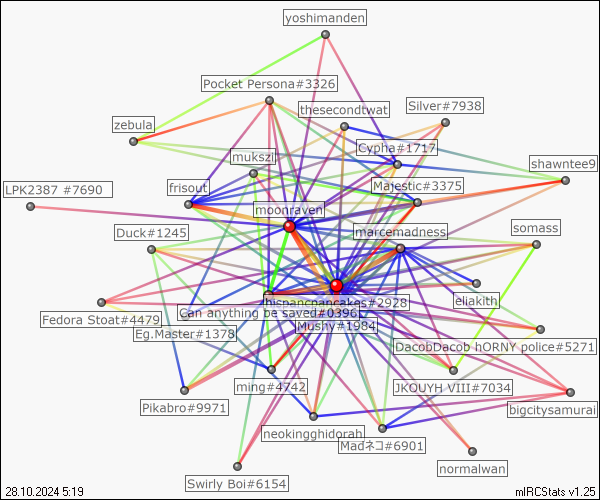 yoshimanden
Pocket Persona#3326
thesecondtwat
Silver#7938
zebula
Cypha#1717
mukszi
shawntee9
LPK2387 #7690
frisout
Majestic#3375
moonraven
Duck#1245
marcemadness
somass
eliakith
hispancpancakes#2928
Can anything be saved#0396
Fedora Stoat#4479
Mushy#1984
Eg.Master#1378
DacobDacob hORNY police#5271
ming#4742
JKOUYH VIII#7034
Pikabro#9971
bigcitysamurai
neokingghidorah
Madネコ#6901
normalwan
Swirly Boi#6154
28.10.2024 5:19
mIRCStats v1.25